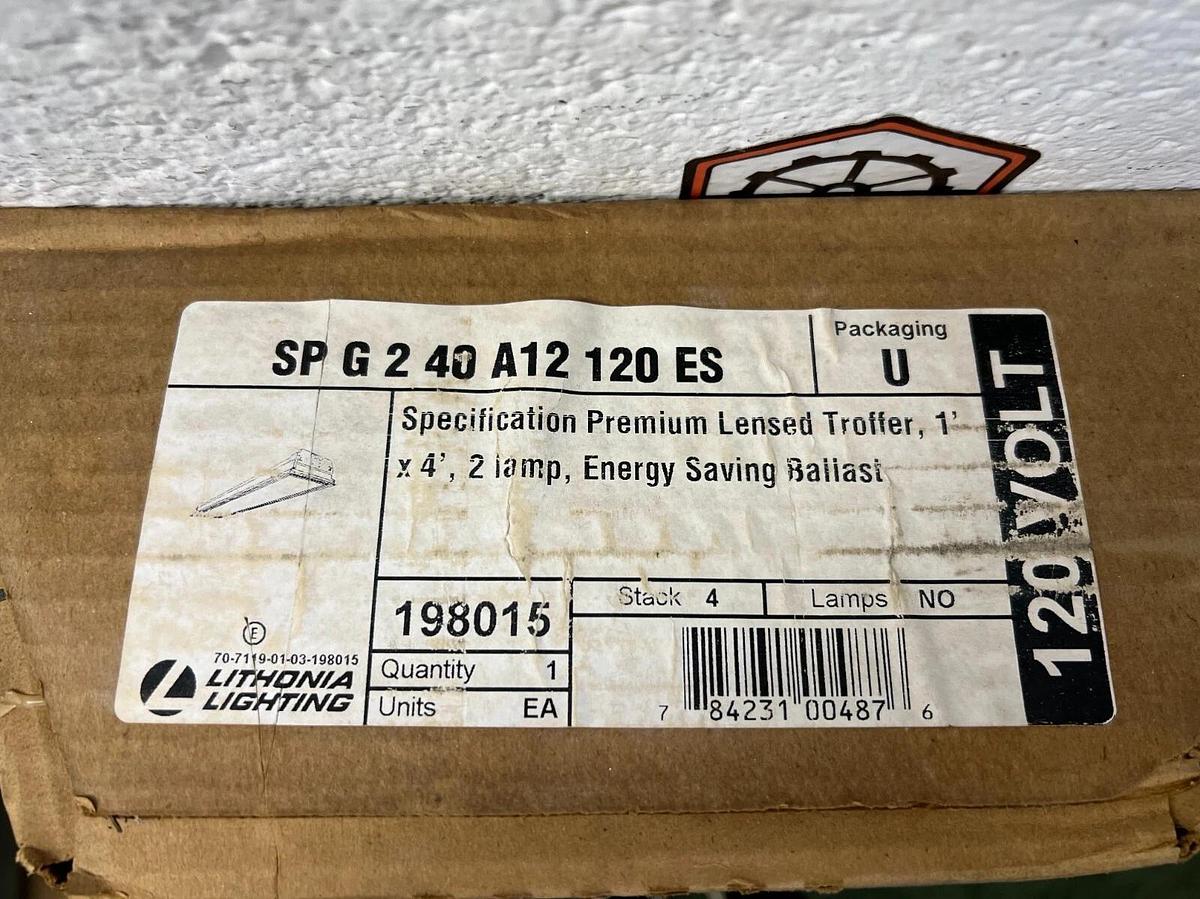 SP G 2 40 A12 120 ES
Packaging
U
Specification Premium Lensed Troffer, 1'
x 4', 2 lamp, Energy Saving Ballast
120 VOLT
198015
Stack 4
Lamps NO
Quantity 1
Units EA
E
70-7119-01-03-198015
LITHONIA
LIGHTING
7 84231 00487 6